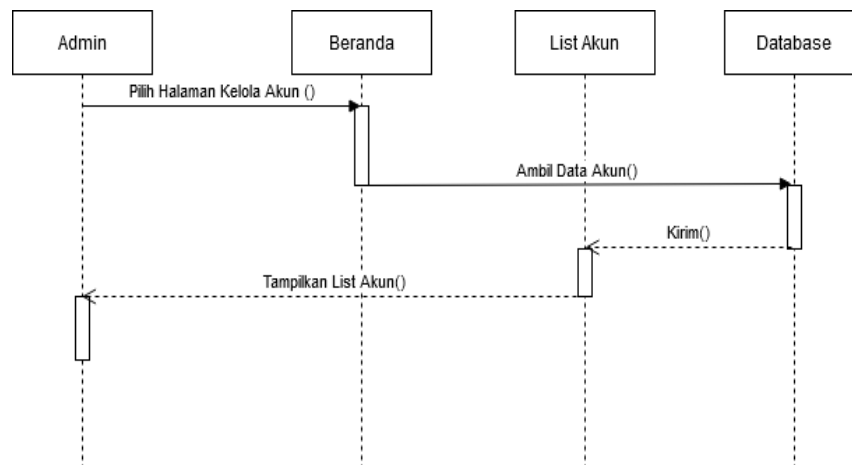 Admin
Beranda
List Akun
Database
Pilih Halaman Kelola Akun ()
Ambil Data Akun()
Kirim()
Tampilkan List Akun()